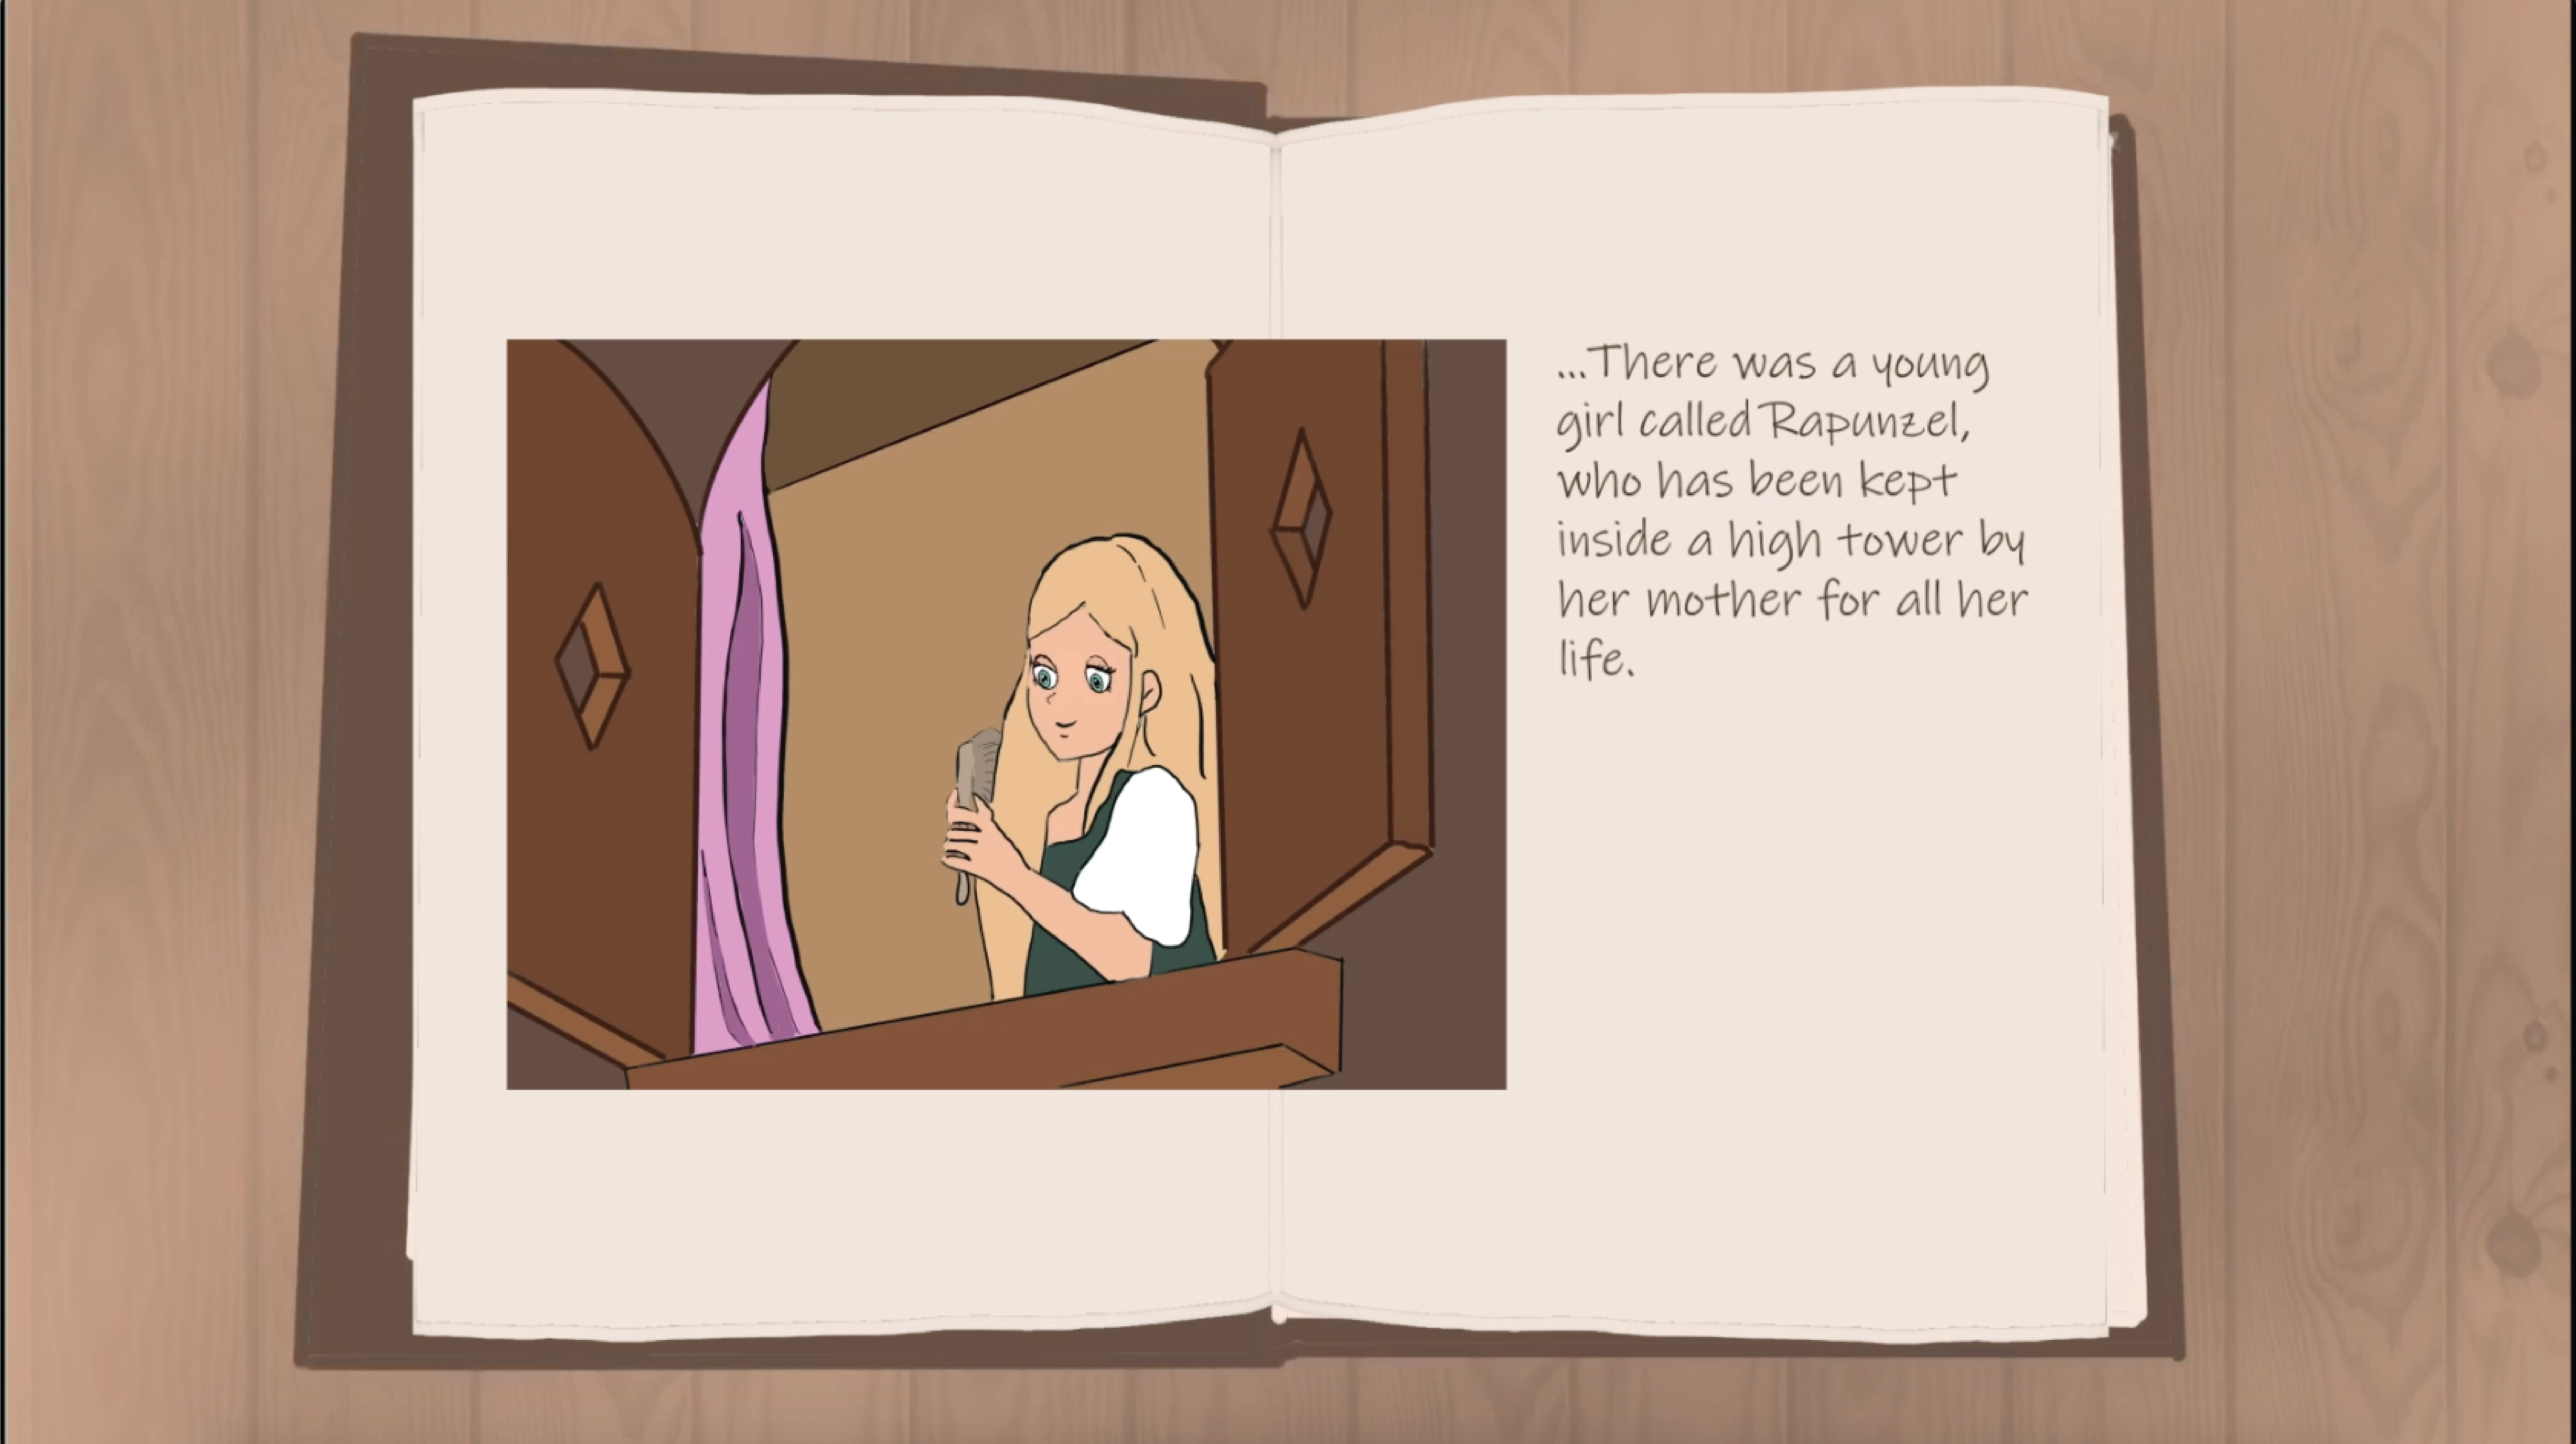 ...There was a young
girl called Rapunzel,
who has been kept
inside a high tower by
her mother for all her
life.